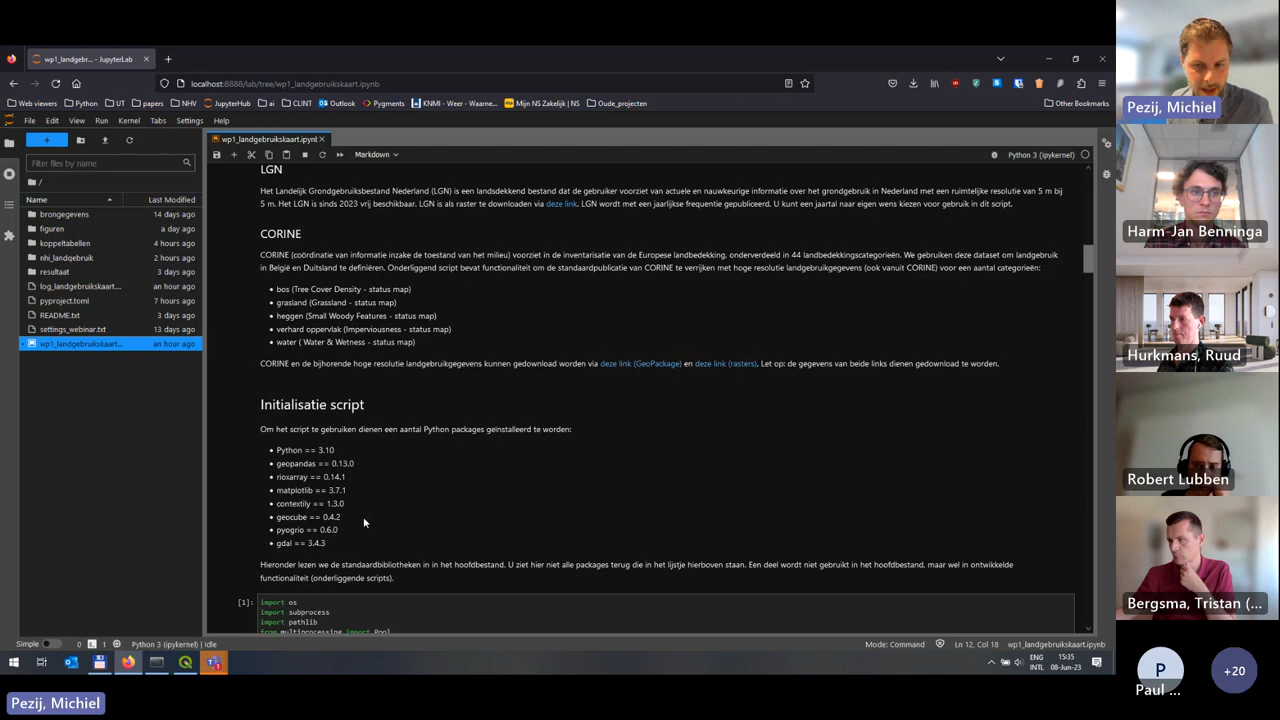 wp1_landgebr... - JupyterLab
localhost:8888/lab/tree/wp1_landgebruikskaart.ipynb
Web viewers Python UT papers NHV JupyterHub ai CLINT Outlook Pygments KNMI - Weer - Waarne... Mijn NS Zakelijk | NS Oude_projecten Other Bookmarks
File Edit View Run Kernel Tabs Settings Help
wp1_landgebruikskaart.ipynb
Markdown
Python 3 (ipykernel)
Filter files by name
/
Name Last Modified
brongegevens 14 days ago
figuren a day ago
koppeltabellen 4 hours ago
nhi_landgebruik 2 hours ago
resultaat 2 hours ago
log_landgebruikskaart.... an hour ago
pyproject.toml 7 hours ago
README.txt 2 hours ago
settings_webinar.txt 13 days ago
wp1_landgebruikskaart... an hour ago
LGN
Het Landelijk Grondgebruiksbestand Nederland (LGN) is een landsdekkend bestand dat de gebruiker voorziet van actuele en nauwkeurige informatie over het grondgebruik in Nederland met een ruimtelijke resolutie van 5 m bij
5 m. Het LGN is sinds 2023 vrij beschikbaar. LGN is als raster te downloaden via deze link. LGN wordt met een jaarlijkse frequentie gepubliceerd. U kunt een jaartal naar eigen wens kiezen voor gebruik in dit script.
CORINE
CORINE (coördinatie van informatie inzake de toestand van het milieu) voorziet in de inventarisatie van de Europese landbedekking, onderverdeeld in 44 landbedekkingscategorieën. We gebruiken deze dataset om landgebruik
in België en Duitsland te definiëren. Onderliggend script bevat functionaliteit om de standaardpublicatie van CORINE te verrijken met hoge resolutie landgebruikgegevens (ook vanuit CORINE) voor een aantal categorieën:
• bos (Tree Cover Density - status map)
• grasland (Grassland - status map)
• heggen (Small Woody Features - status map)
• verhard oppervlak (Imperviousness - status map)
• water ( Water & Wetness - status map)
CORINE en de bijhorende hoge resolutie landgebruikgegevens kunnen gedownload worden via deze link (GeoPackage) en deze link (rasters). Let op: de gegevens van beide links dienen gedownload te worden.
Initialisatie script
Om het script te gebruiken dienen een aantal Python packages geïnstalleerd te worden:
• Python == 3.10
• geopandas == 0.13.0
• rioxarray == 0.14.1
• matplotlib == 3.7.1
• contextily == 1.3.0
• geocube == 0.4.2
• pyogrio == 0.6.0
• gdal == 3.4.3
Hieronder lezen we de standaardbibliotheken in in het hoofdbestand. U ziet hier niet alle packages terug die in het lijstje hierboven staan. Een deel wordt niet gebruikt in het hoofdbestand, maar wel in ontwikkelde
functionaliteit (onderliggende scripts).
[1]: import os
import subprocess
import pathlib
from multiprocessing import Pool
Simple 0 Python 3 (ipykernel) | Idle Mode: Command Ln 12, Col 18 wp1_landgebruikskaart.ipynb
ENG
INTL
15:35
08-Jun-23
Pezij, Michiel
Pezij, Michiel
Harm-Jan Benninga
Hurkmans, Ruud
Robert Lubben
Bergsma, Tristan (...
P
Paul ...
+20